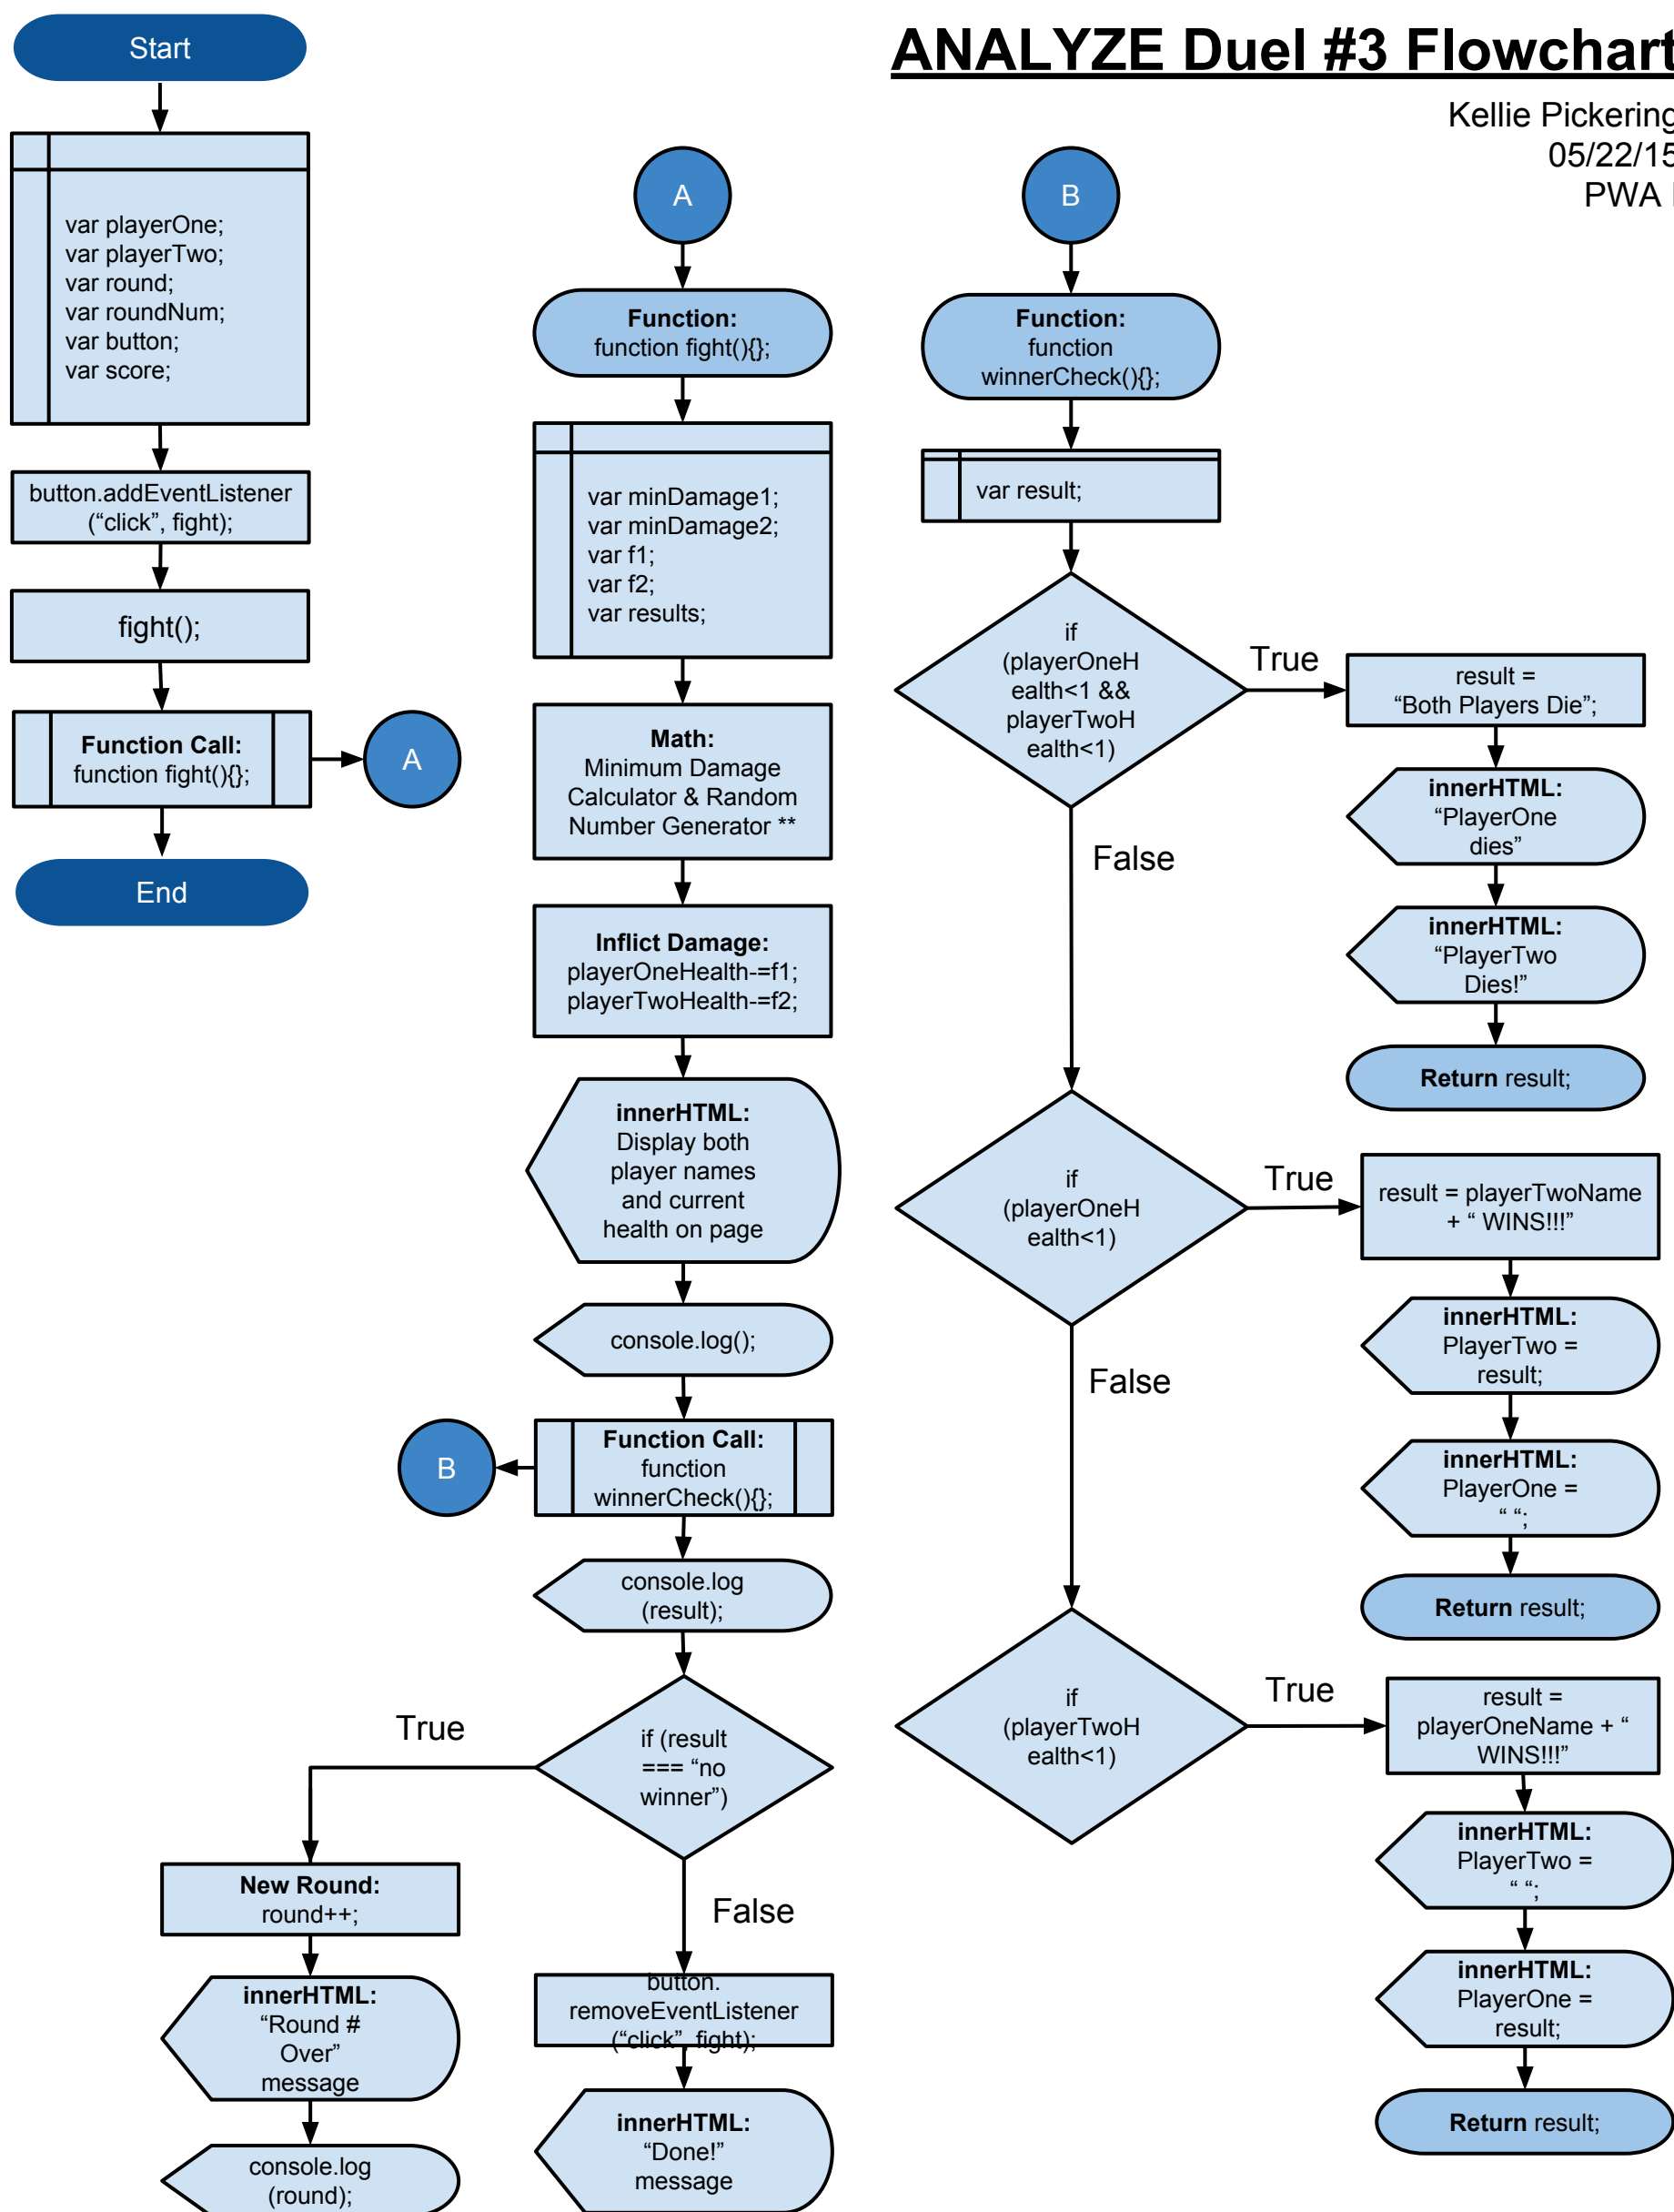 ANALYZE Duel #3 Flowchart
Kellie Pickering
05/22/15
PWA
Start
var playerOne;
var playerTwo;
var round;
var roundNum;
var button;
var score;
button.addEventListener
(“click”, fight);
fight();
Function Call:
function fight(){};
A
End
A
Function:
function fight(){};
var minDamage1;
var minDamage2;
var f1;
var f2;
var results;
Math:
Minimum Damage
Calculator & Random
Number Generator **
Inflict Damage:
playerOneHealth-=f1;
playerTwoHealth-=f2;
innerHTML:
Display both
player names
and current
health on page
console.log();
Function Call:
function
winnerCheck(){};
B
console.log
(result);
if (result
=== “no
winner”)
True
New Round:
round++;
innerHTML:
“Round #
Over”
message
console.log
(round);
False
button.
removeEventListener
(“click”, fight);
innerHTML:
“Done!”
message
B
Function:
function
winnerCheck(){};
var result;
if
(playerOneH
ealth<1 &&
playerTwoH
ealth<1)
True
result =
“Both Players Die”;
innerHTML:
“PlayerOne
dies”
innerHTML:
“PlayerTwo
Dies!”
Return result;
False
if
(playerOneH
ealth<1)
True
result = playerTwoName
+ “ WINS!!!”
innerHTML:
PlayerTwo =
result;
innerHTML:
PlayerOne =
“ “;
Return result;
False
if
(playerTwoH
ealth<1)
True
result =
playerOneName + “
WINS!!!”
innerHTML:
PlayerTwo =
“ “;
innerHTML:
PlayerOne =
result;
Return result;